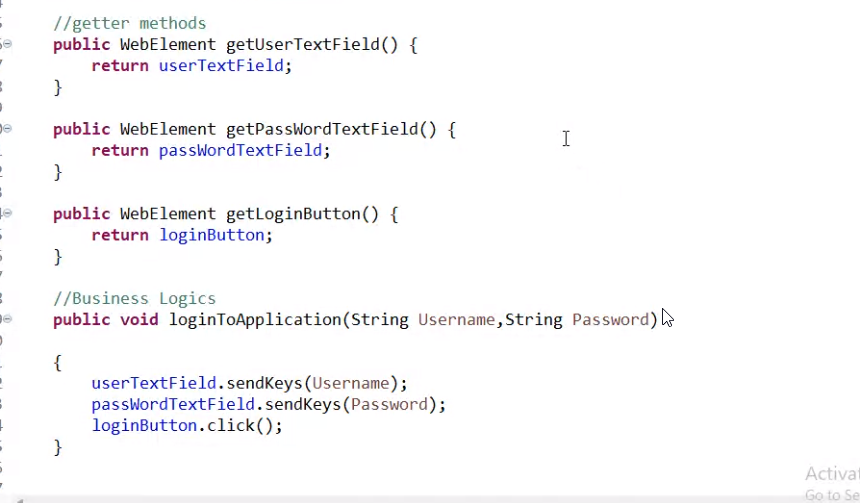 //getter methods
public WebElement getUserTextField() {
return userTextField;
}
public WebElement getPassWordTextField() {
return passWordTextField;
}
public WebElement getLoginButton() {
return loginButton;
}
//Business Logics
public void loginToApplication(String Username,String Password)
{
userTextField.sendKeys(Username);
passWordTextField.sendKeys(Password);
loginButton.click();
}
Activat
Go to Se